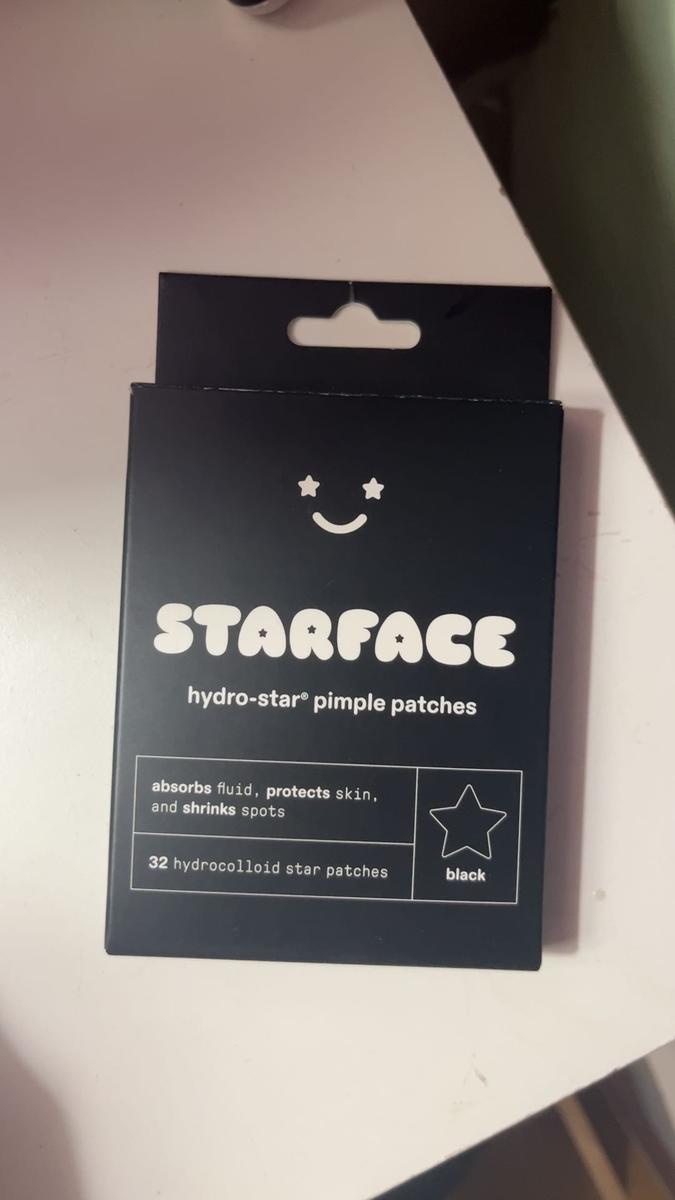 STARFACE
hydro-star® pimple patches
absorbs fluid, protects skin,
and shrinks spots
32 hydrocolloid star patches
black